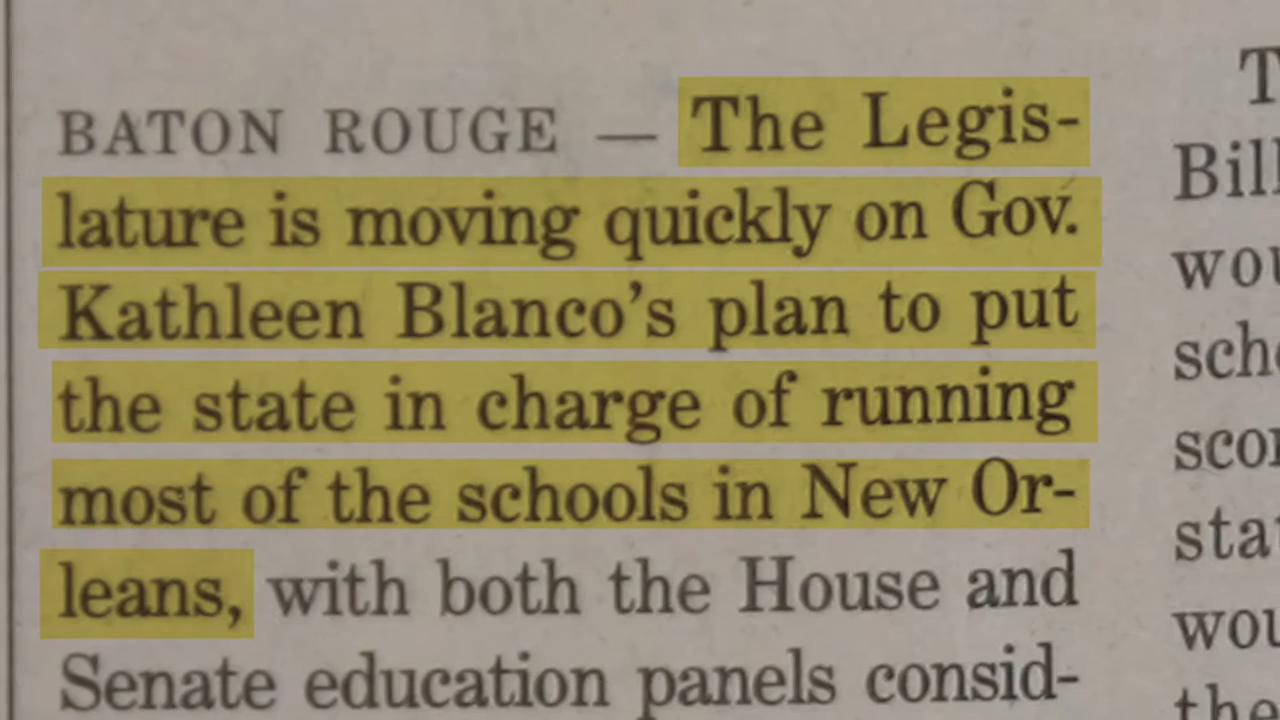 BATON ROUGE — The Legis-
lature is moving quickly on Gov.
Kathleen Blanco’s plan to put
the state in charge of running
most of the schools in New Or-
leans, with both the House and
Senate education panels consid-